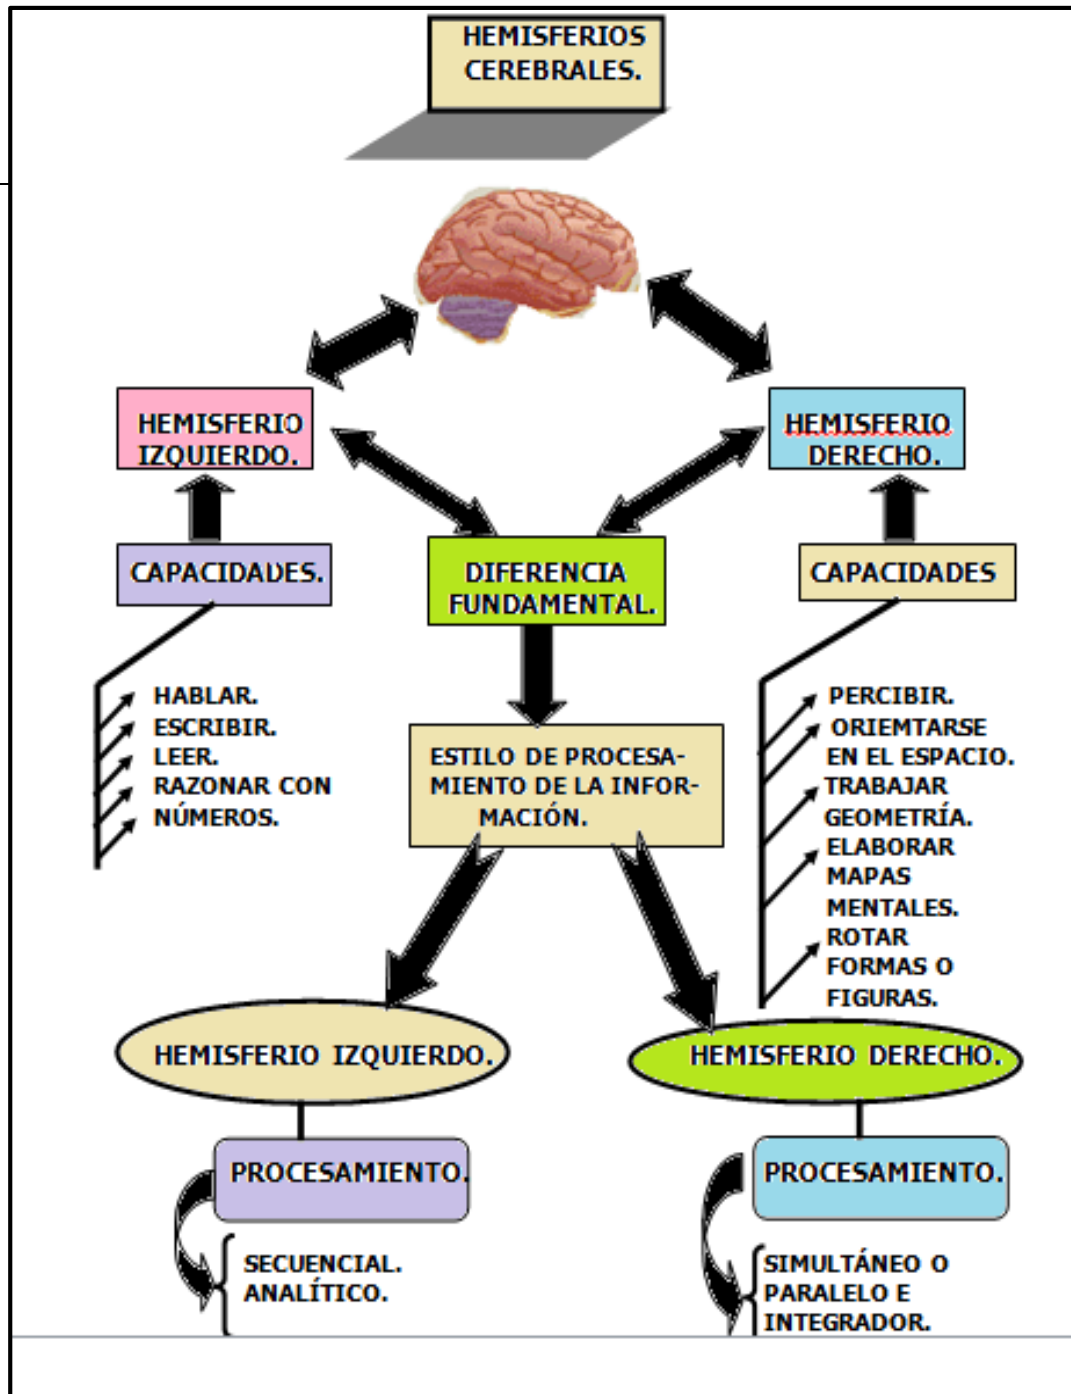 HEMISFERIOS
CEREBRALES.
HEMISFERIO
IZQUIERDO.
HEMISFERIO
DERECHO.
CAPACIDADES.
DIFERENCIA
FUNDAMENTAL.
CAPACIDADES
HABLAR.
ESCRIBIR.
LEER.
RAZONAR CON
NÚMEROS.
ESTILO DE PROCESA-
MIENTO DE LA INFOR-
MACIÓN.
PERCIBIR.
ORIEMTARSE
EN EL ESPACIO.
TRABAJAR
GEOMETRÍA.
ELABORAR
MAPAS
MENTALES.
ROTAR
FORMAS O
FIGURAS.
HEMISFERIO IZQUIERDO.
HEMISFERIO DERECHO.
PROCESAMIENTO.
PROCESAMIENTO.
SECUENCIAL.
ANALÍTICO.
SIMULTÁNEO O
PARALELO E
INTEGRADOR.